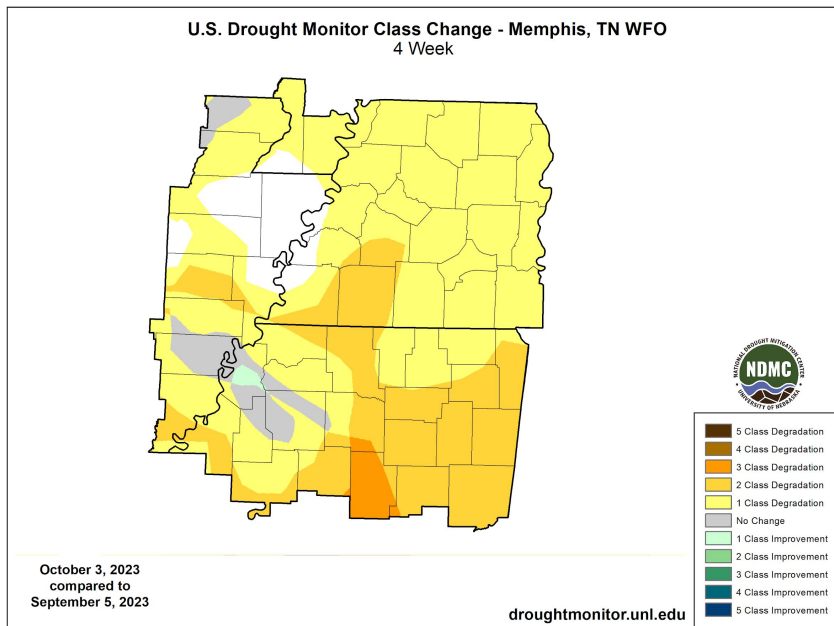 U.S. Drought Monitor Class Change - Memphis, TN WFO
4 Week
NATIONAL DROUGHT MITIGATION CENTER
NDMC
UNIVERSITY OF NEBRASKA
5 Class Degradation
4 Class Degradation
3 Class Degradation
2 Class Degradation
1 Class Degradation
No Change
1 Class Improvement
2 Class Improvement
3 Class Improvement
4 Class Improvement
5 Class Improvement
October 3, 2023
compared to
September 5, 2023
droughtmonitor.unl.edu